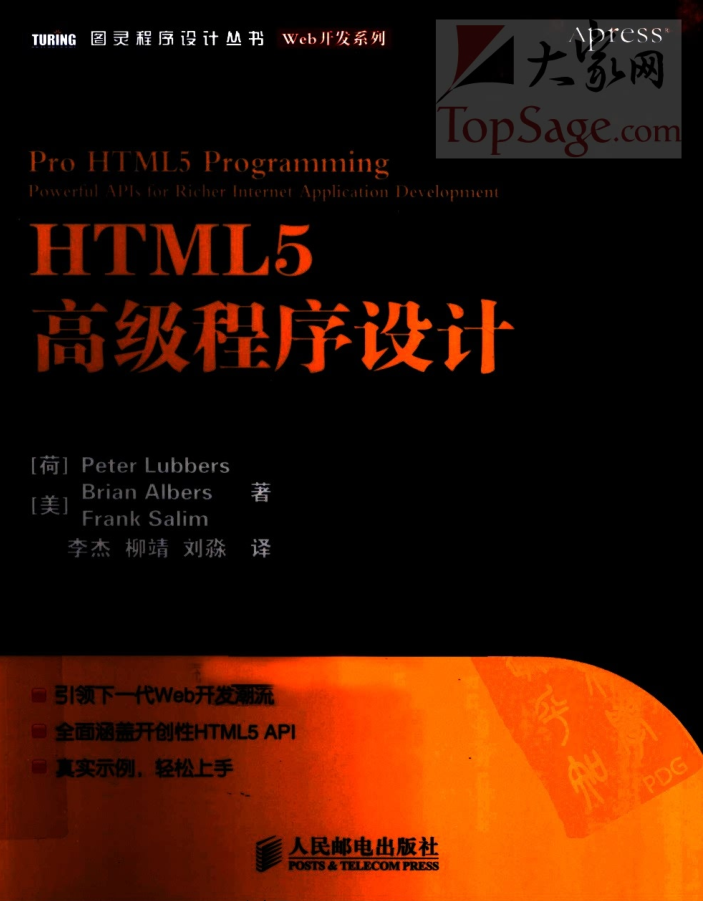 TURING 图灵程序设计丛书 Web开发系列
Apress®
大家网
TopSage.com
Pro HTML5 Programming
Powerful APIs for Richer Internet Application Development
HTML5
高级程序设计
[荷] Peter Lubbers
[美] Brian Albers 著
Frank Salim
李杰 柳靖 刘淼 译
引领下一代Web开发潮流
全面涵盖开创性HTML5 API
真实示例，轻松上手
PDG
人民邮电出版社
POSTS & TELECOM PRESS